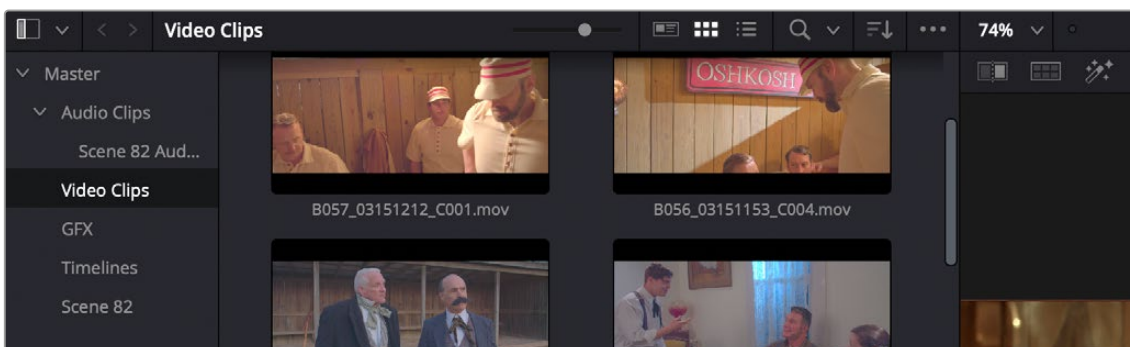 Video Clips
74%
Master
Audio Clips
Scene 82 Aud...
Video Clips
GFX
Timelines
Scene 82
OSHKOSH
B057_03151212_C001.mov
B056_03151153_C004.mov